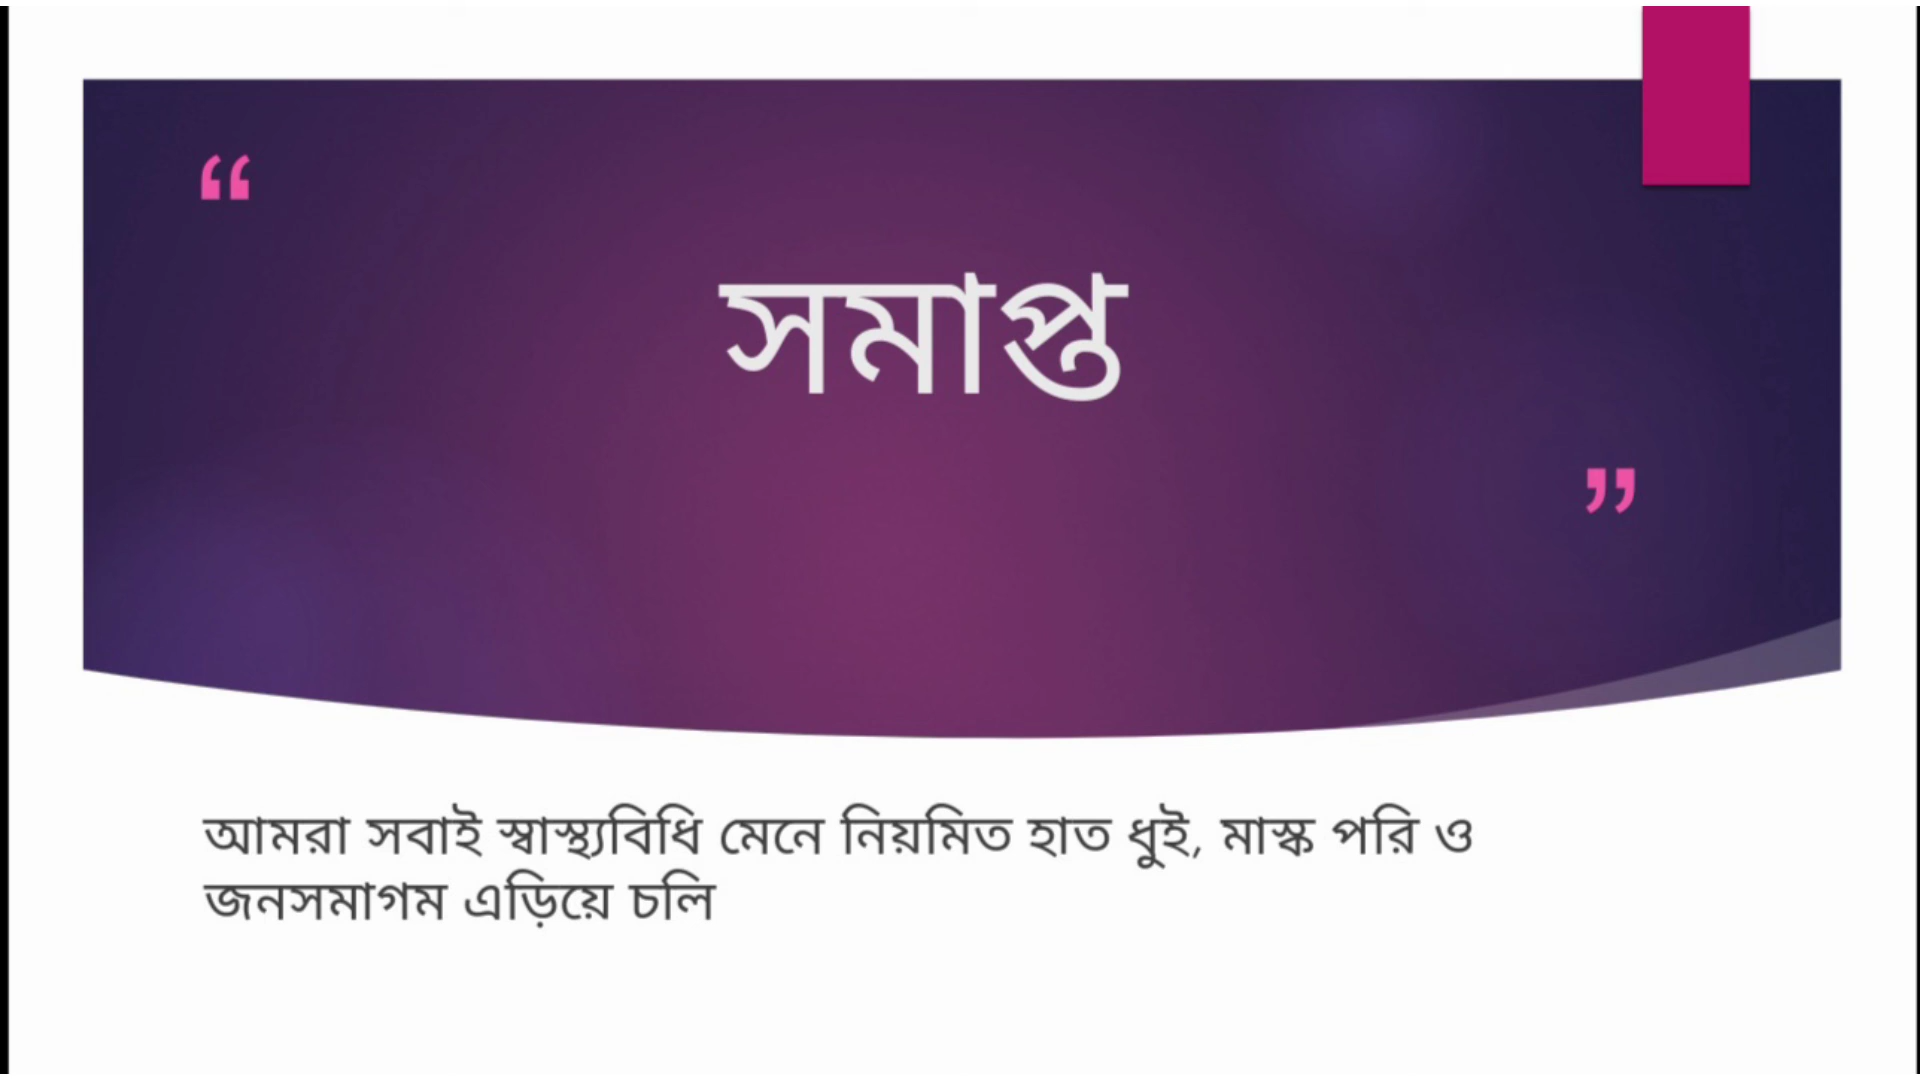 “
সমাপ্ত
”
আমরা সবাই স্বাস্থ্যবিধি মেনে নিয়মিত হাত ধুই, মাস্ক পরি ও
জনসমাগম এড়িয়ে চলি